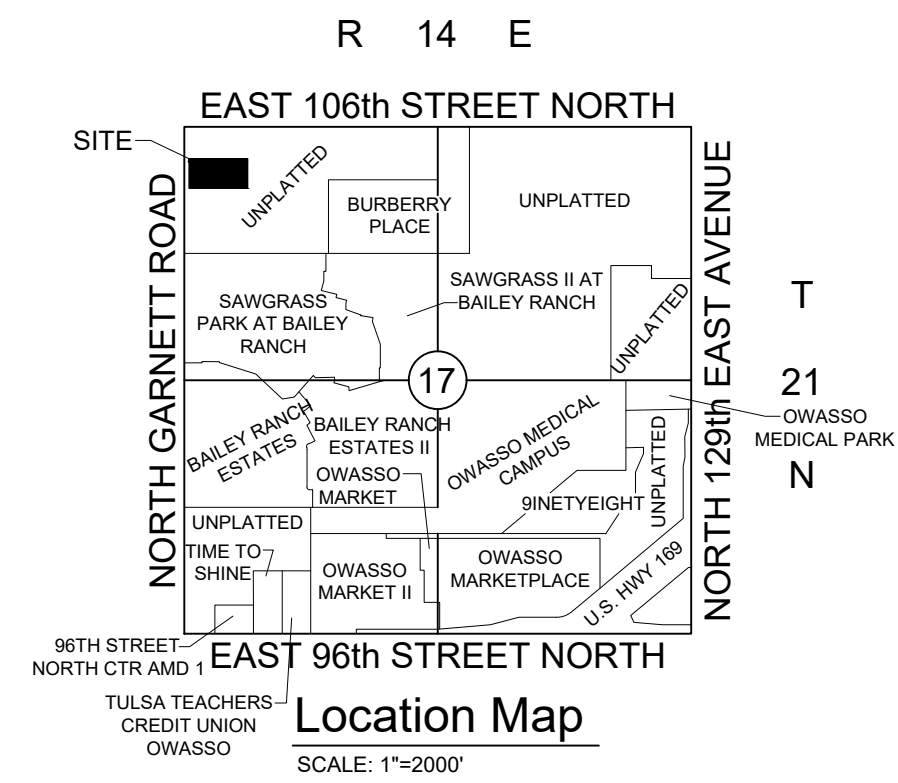 R 14 E
EAST 106th STREET NORTH
SITE
UNPLATTED
BURBERRY
PLACE
UNPLATTED
NORTH GARNETT ROAD
NORTH 129th EAST AVENUE
SAWGRASS
PARK AT BAILEY
RANCH
SAWGRASS II AT
BAILEY RANCH
UNPLATTED
T
21
N
17
OWASSO
MEDICAL PARK
BAILEY RANCH
ESTATES
BAILEY RANCH
ESTATES II
OWASSO MEDICAL
CAMPUS
OWASSO
MARKET
9INETYEIGHT
UNPLATTED
UNPLATTED
TIME TO
SHINE
OWASSO
MARKET II
OWASSO
MARKETPLACE
U.S. HWY 169
96TH STREET
NORTH CTR AMD 1
EAST 96th STREET NORTH
TULSA TEACHERS
CREDIT UNION
OWASSO
Location Map
SCALE: 1"=2000'